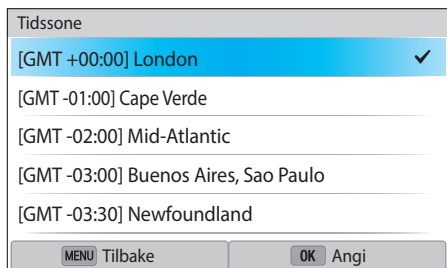 Tidssone
[GMT +00:00] London
[GMT -01:00] Cape Verde
[GMT -02:00] Mid-Atlantic
[GMT -03:00] Buenos Aires, Sao Paulo
[GMT -03:30] Newfoundland
MENU Tilbake OK Angi